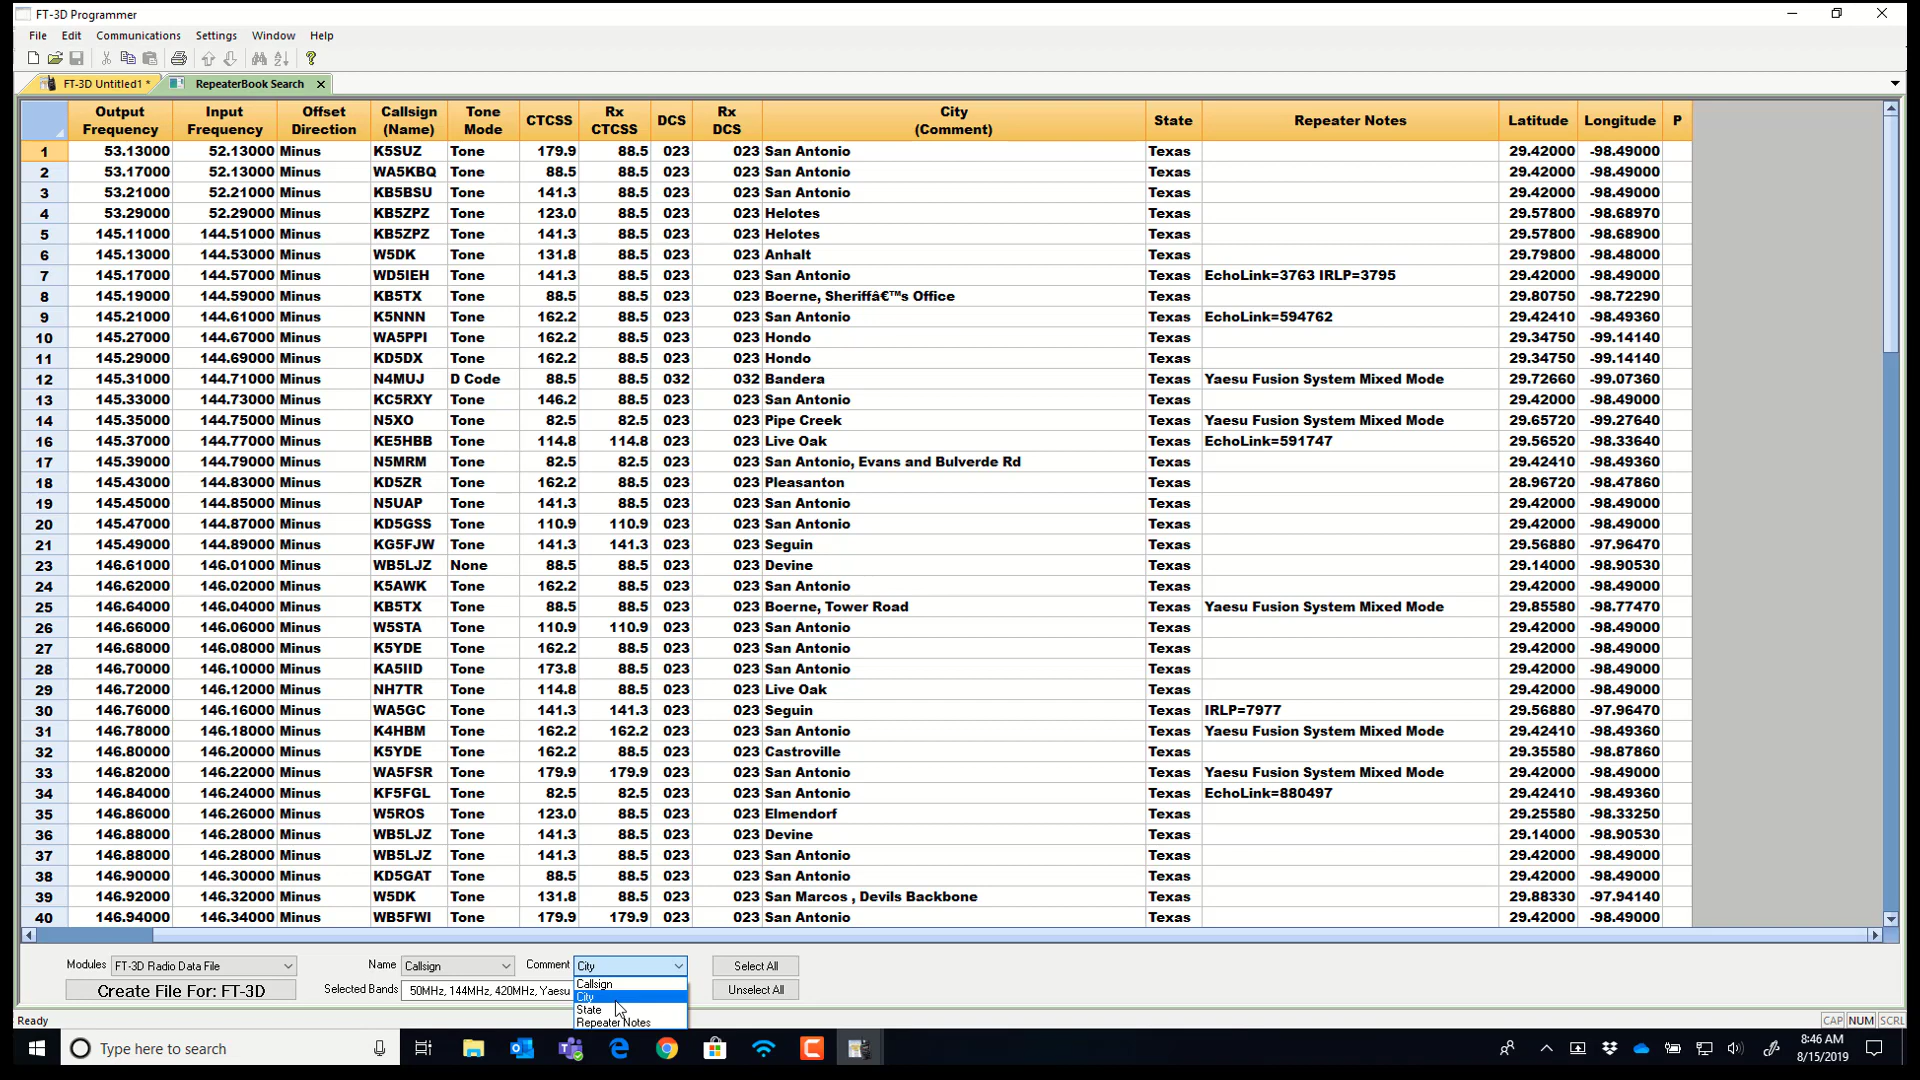 FT-3D Programmer
File Edit Communications Settings Window Help
FT-3D Untitled1 * RepeaterBook Search
Output Frequency Input Frequency Offset Direction Callsign (Name) Tone Mode CTCSS Rx CTCSS DCS Rx DCS City (Comment) State Repeater Notes Latitude Longitude P
1 53.13000 52.13000 Minus K5SUZ Tone 179.9 88.5 023 023 San Antonio Texas 29.42000 -98.49000
2 53.17000 52.13000 Minus WA5KBQ Tone 88.5 88.5 023 023 San Antonio Texas 29.42000 -98.49000
3 53.21000 52.21000 Minus KB5BSU Tone 141.3 88.5 023 023 San Antonio Texas 29.42000 -98.49000
4 53.29000 52.29000 Minus KB5ZPZ Tone 123.0 88.5 023 023 Helotes Texas 29.57800 -98.68970
5 145.11000 144.51000 Minus KB5ZPZ Tone 141.3 88.5 023 023 Helotes Texas 29.57800 -98.68900
6 145.13000 144.53000 Minus W5DK Tone 131.8 88.5 023 023 Anhalt Texas 29.79800 -98.48000
7 145.17000 144.57000 Minus WD5IEH Tone 141.3 88.5 023 023 San Antonio Texas EchoLink=3763 IRLP=3795 29.42000 -98.49000
8 145.19000 144.59000 Minus KB5TX Tone 88.5 88.5 023 023 Boerne, Sheriffâ€™s Office Texas 29.80750 -98.72290
9 145.21000 144.61000 Minus K5NNN Tone 162.2 88.5 023 023 San Antonio Texas EchoLink=594762 29.42410 -98.49360
10 145.27000 144.67000 Minus WA5PPI Tone 162.2 88.5 023 023 Hondo Texas 29.34750 -99.14140
11 145.29000 144.69000 Minus KD5DX Tone 162.2 88.5 023 023 Hondo Texas 29.34750 -99.14140
12 145.31000 144.71000 Minus N4MUJ D Code 88.5 88.5 032 032 Bandera Texas Yaesu Fusion System Mixed Mode 29.72660 -99.07360
13 145.33000 144.73000 Minus KC5RXY Tone 146.2 88.5 023 023 San Antonio Texas 29.42000 -98.49000
14 145.35000 144.75000 Minus N5XO Tone 82.5 82.5 023 023 Pipe Creek Texas Yaesu Fusion System Mixed Mode 29.65720 -99.27640
16 145.37000 144.77000 Minus KE5HBB Tone 114.8 114.8 023 023 Live Oak Texas EchoLink=591747 29.56520 -98.33640
17 145.39000 144.79000 Minus N5MRM Tone 82.5 82.5 023 023 San Antonio, Evans and Bulverde Rd Texas 29.42410 -98.49360
18 145.43000 144.83000 Minus KD5ZR Tone 162.2 88.5 023 023 Pleasanton Texas 28.96720 -98.47860
19 145.45000 144.85000 Minus N5UAP Tone 141.3 88.5 023 023 San Antonio Texas 29.42000 -98.49000
20 145.47000 144.87000 Minus KD5GSS Tone 110.9 110.9 023 023 San Antonio Texas 29.42000 -98.49000
21 145.49000 144.89000 Minus KG5FJW Tone 141.3 141.3 023 023 Seguin Texas 29.56880 -97.96470
23 146.61000 146.01000 Minus WB5LJZ None 88.5 88.5 023 023 Devine Texas 29.14000 -98.90530
24 146.62000 146.02000 Minus K5AWK Tone 162.2 88.5 023 023 San Antonio Texas 29.42000 -98.49000
25 146.64000 146.04000 Minus KB5TX Tone 88.5 88.5 023 023 Boerne, Tower Road Texas Yaesu Fusion System Mixed Mode 29.85580 -98.77470
26 146.66000 146.06000 Minus W5STA Tone 110.9 110.9 023 023 San Antonio Texas 29.42000 -98.49000
27 146.68000 146.08000 Minus K5YDE Tone 162.2 88.5 023 023 San Antonio Texas 29.42000 -98.49000
28 146.70000 146.10000 Minus KA5IID Tone 173.8 88.5 023 023 San Antonio Texas 29.42000 -98.49000
29 146.72000 146.12000 Minus NH7TR Tone 114.8 88.5 023 023 Live Oak Texas 29.42000 -98.49000
30 146.76000 146.16000 Minus WA5GC Tone 141.3 141.3 023 023 Seguin Texas IRLP=7977 29.56880 -97.96470
31 146.78000 146.18000 Minus K4HBM Tone 162.2 162.2 023 023 San Antonio Texas Yaesu Fusion System Mixed Mode 29.42410 -98.49360
32 146.80000 146.20000 Minus K5YDE Tone 162.2 88.5 023 023 Castroville Texas 29.35580 -98.87860
33 146.82000 146.22000 Minus WA5FSR Tone 179.9 179.9 023 023 San Antonio Texas Yaesu Fusion System Mixed Mode 29.42000 -98.49000
34 146.84000 146.24000 Minus KF5FGL Tone 82.5 82.5 023 023 San Antonio Texas EchoLink=880497 29.42410 -98.49360
35 146.86000 146.26000 Minus W5ROS Tone 123.0 88.5 023 023 Elmendorf Texas 29.25580 -98.33250
36 146.88000 146.28000 Minus WB5LJZ Tone 141.3 88.5 023 023 Devine Texas 29.14000 -98.90530
37 146.88000 146.28000 Minus WB5LJZ Tone 141.3 88.5 023 023 San Antonio Texas 29.42000 -98.49000
38 146.90000 146.30000 Minus KD5GAT Tone 88.5 88.5 023 023 San Antonio Texas 29.42000 -98.49000
39 146.92000 146.32000 Minus W5DK Tone 131.8 88.5 023 023 San Marcos , Devils Backbone Texas 29.88330 -97.94140
40 146.94000 146.34000 Minus WB5FWI Tone 179.9 179.9 023 023 San Antonio Texas 29.42000 -98.49000
Modules FT-3D Radio Data File Name Callsign Comment City Select All
Create File For: FT-3D Selected Bands 50MHz, 144MHz, 420MHz, Yaesu Unselect All
Callsign
City
State
Repeater Notes
Ready CAP NUM SCRL
Type here to search
8:46 AM
8/15/2019